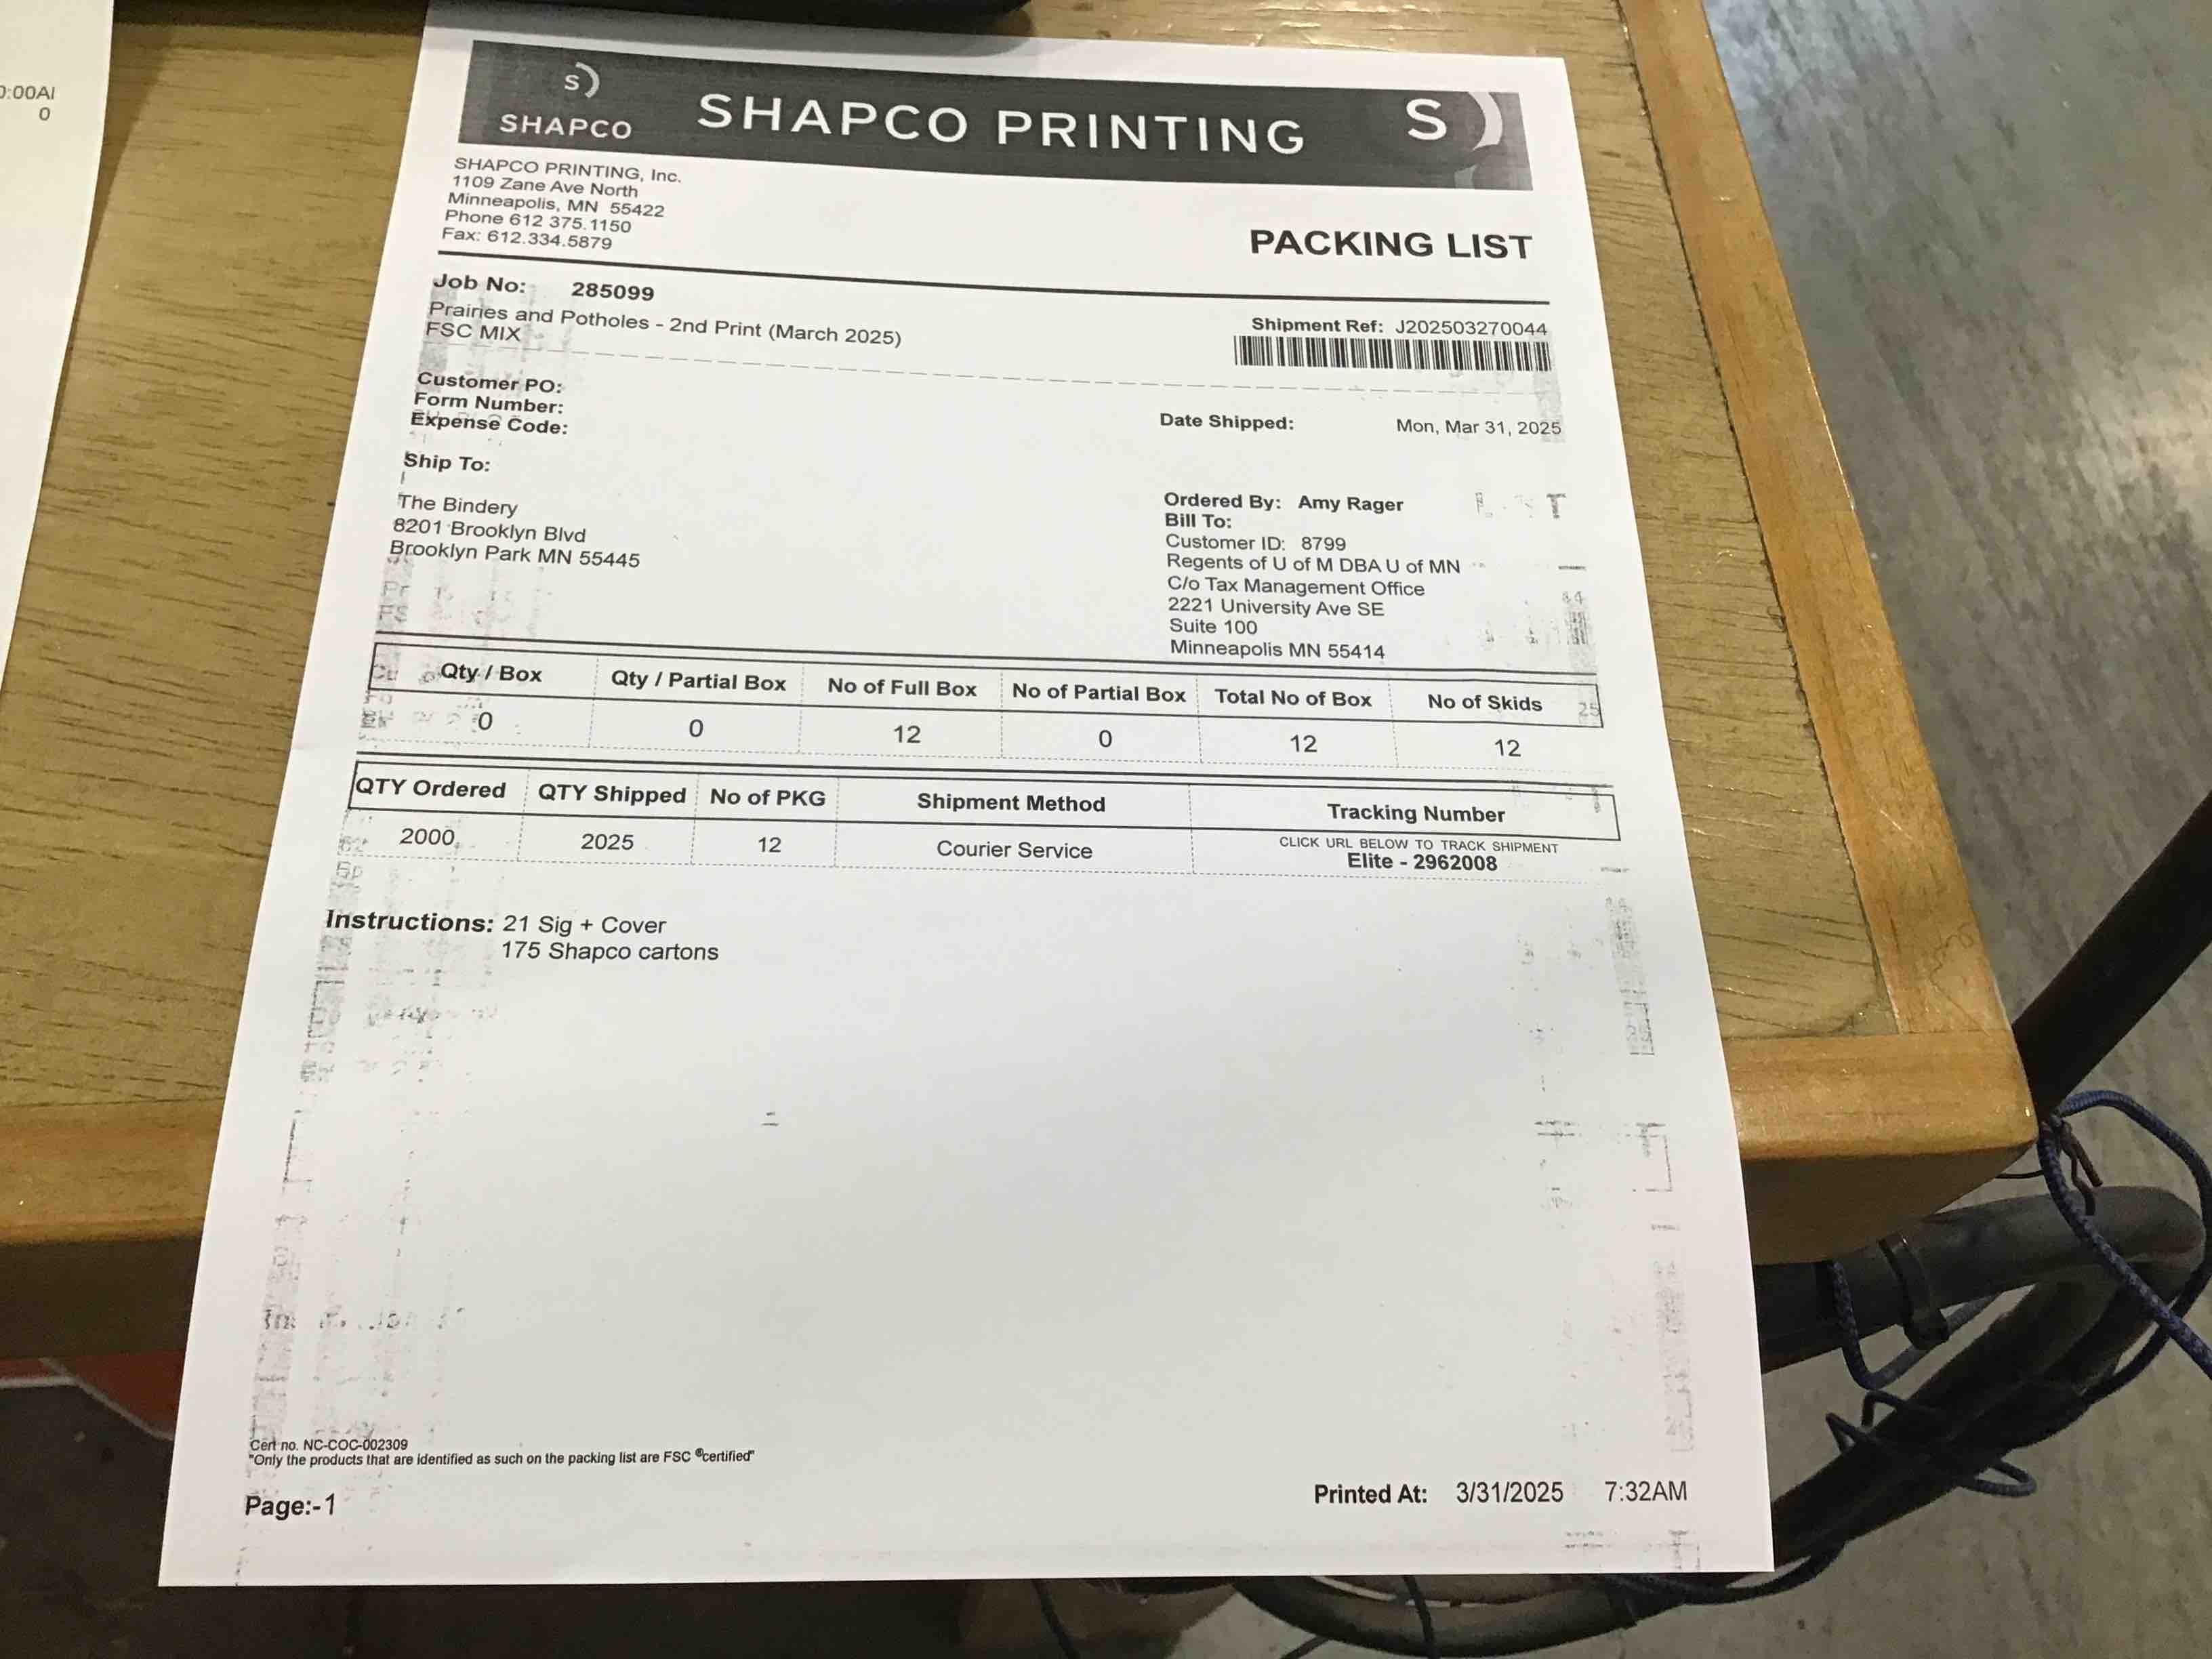 0:00AM
0
S)
SHAPCO
SHAPCO PRINTING
S)
SHAPCO PRINTING, Inc.
1109 Zane Ave North
Minneapolis, MN 55422
Phone 612 375.1150
Fax: 612.334.5879
PACKING LIST
Job No: 285099
Prairies and Potholes - 2nd Print (March 2025)
FSC MIX
Shipment Ref: J202503270044
Customer PO:
Form Number:
Expense Code:
Date Shipped: Mon, Mar 31, 2025
Ship To:
The Bindery
8201 Brooklyn Blvd
Brooklyn Park MN 55445
Ordered By: Amy Rager
Bill To:
Customer ID: 8799
Regents of U of M DBA U of MN
C/o Tax Management Office
2221 University Ave SE
Suite 100
Minneapolis MN 55414
Qty / Box Qty / Partial Box No of Full Box No of Partial Box Total No of Box No of Skids
0 0 12 0 12 12
QTY Ordered QTY Shipped No of PKG Shipment Method Tracking Number
2000 2025 12 Courier Service CLICK URL BELOW TO TRACK SHIPMENT
Elite - 2962008
Instructions: 21 Sig + Cover
175 Shapco cartons
Cert no. NC-COC-002309
"Only the products that are identified as such on the packing list are FSC ®certified"
Page:-1
Printed At: 3/31/2025 7:32AM